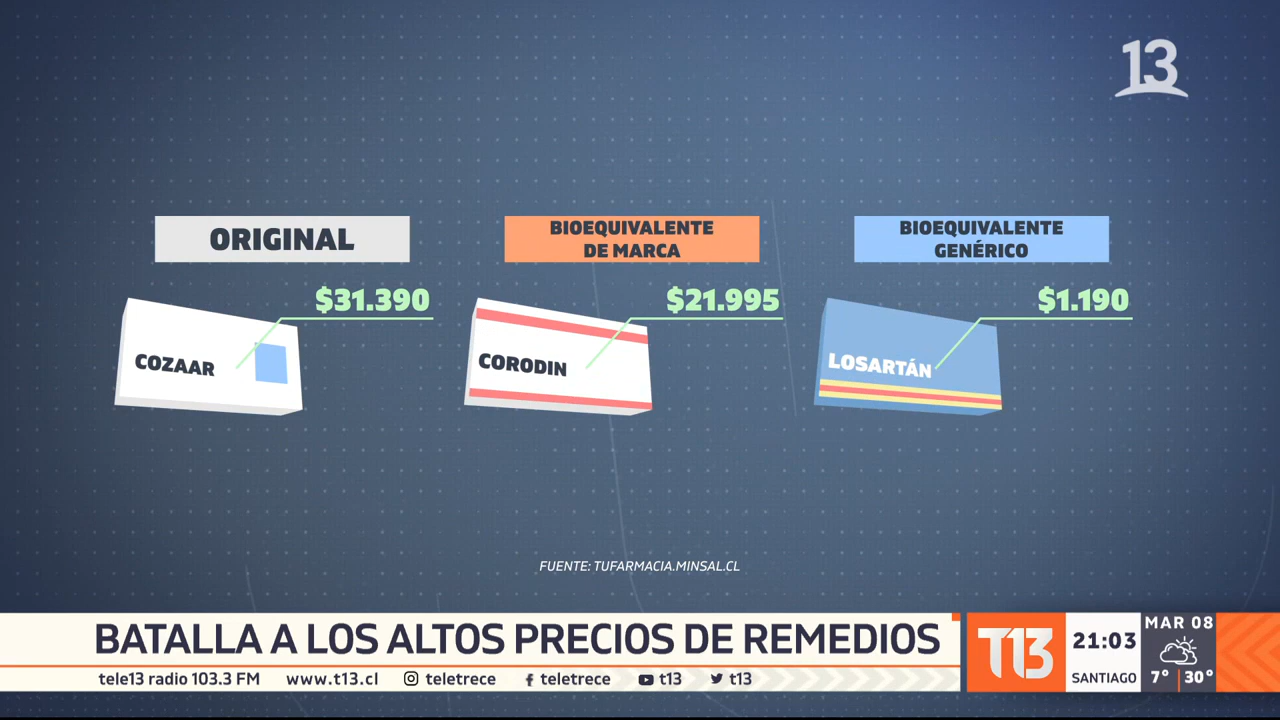 13
ORIGINAL
BIOEQUIVALENTE
DE MARCA
BIOEQUIVALENTE
GENÉRICO
$31.390
$21.995
$1.190
COZAAR
CORODIN
LOSARTÁN
FUENTE: TUFARMACIA.MINSAL.CL
BATALLA A LOS ALTOS PRECIOS DE REMEDIOS
tele13 radio 103.3 FM www.t13.cl teletrece teletrece t13 t13
T13
21:03
SANTIAGO
MAR 08
7° 30°